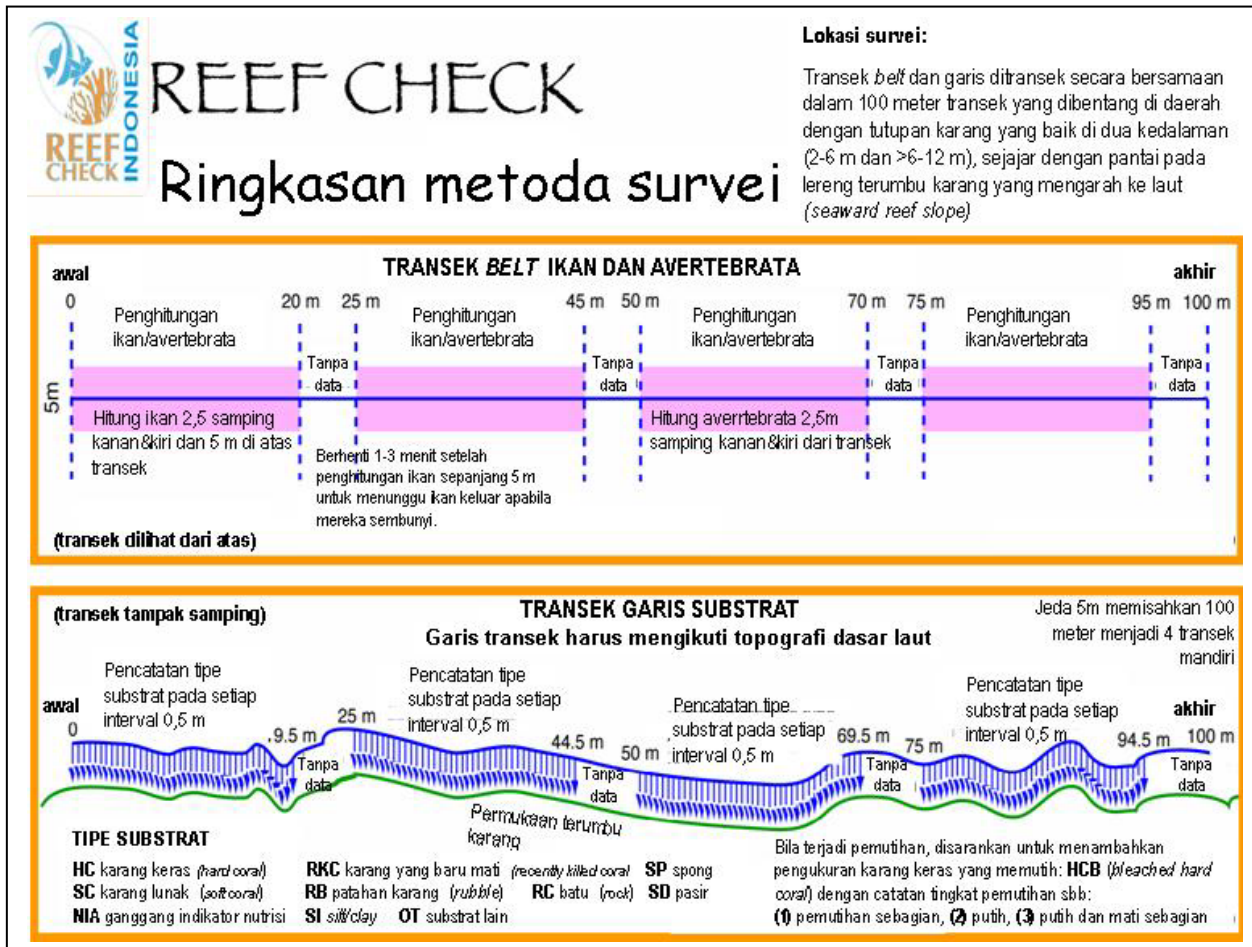 REEF
CHECK
INDONESIA
REEF CHECK
Ringkasan metoda survei
Lokasi survei:
Transek belt dan garis ditransek secara bersamaan
dalam 100 meter transek yang dibentang di daerah
dengan tutupan karang yang baik di dua kedalaman
(2-6 m dan >6-12 m), sejajar dengan pantai pada
lereng terumbu karang yang mengarah ke laut
(seaward reef slope)
TRANSEK BELT IKAN DAN AVERTEBRATA
awal
akhir
0
20 m
25 m
45 m
50 m
70 m
75 m
95 m
100 m
Penghitungan
ikan/avertebrata
Penghitungan
ikan/avertebrata
Penghitungan
ikan/avertebrata
Penghitungan
ikan/avertebrata
Tanpa
data
Tanpa
data
Tanpa
data
Tanpa
data
5m
Hitung ikan 2,5 samping
kanan&kiri dan 5 m di atas
transek
Berhenti 1-3 menit setelah
penghitungan ikan sepanjang 5 m
untuk menunggu ikan keluar apabila
mereka sembunyi.
Hitung averrtebrata 2,5m
samping kanan&kiri dari transek
(transek dilihat dari atas)
(transek tampak samping)
TRANSEK GARIS SUBSTRAT
Garis transek harus mengikuti topografi dasar laut
Jeda 5m memisahkan 100
meter menjadi 4 transek
mandiri
awal
0
Pencatatan tipe
substrat pada setiap
interval 0,5 m
9.5 m
Tanpa
data
25 m
Pencatatan tipe
substrat pada setiap
interval 0,5 m
44.5 m
Tanpa
data
50 m
Pencatatan tipe
substrat pada setiap
interval 0,5 m
69.5 m
Tanpa
data
75 m
Pencatatan tipe
substrat pada setiap
interval 0,5 m
94.5 m
Tanpa
data
akhir
100 m
Permukaan terumbu
karang
TIPE SUBSTRAT
HC karang keras (hard coral) RKC karang yang baru mati (recently killed coral SP spong
SC karang lunak (soft coral) RB patahan karang (rubble) RC batu (rock) SD pasir
NIA ganggang indikator nutrisi SI silt/clay OT substrat lain
Bila terjadi pemutihan, disarankan untuk menambahkan
pengukuran karang keras yang memutih: HCB (bleached hard
coral) dengan catatan tingkat pemutihan sbb:
(1) pemutihan sebagian, (2) putih, (3) putih dan mati sebagian